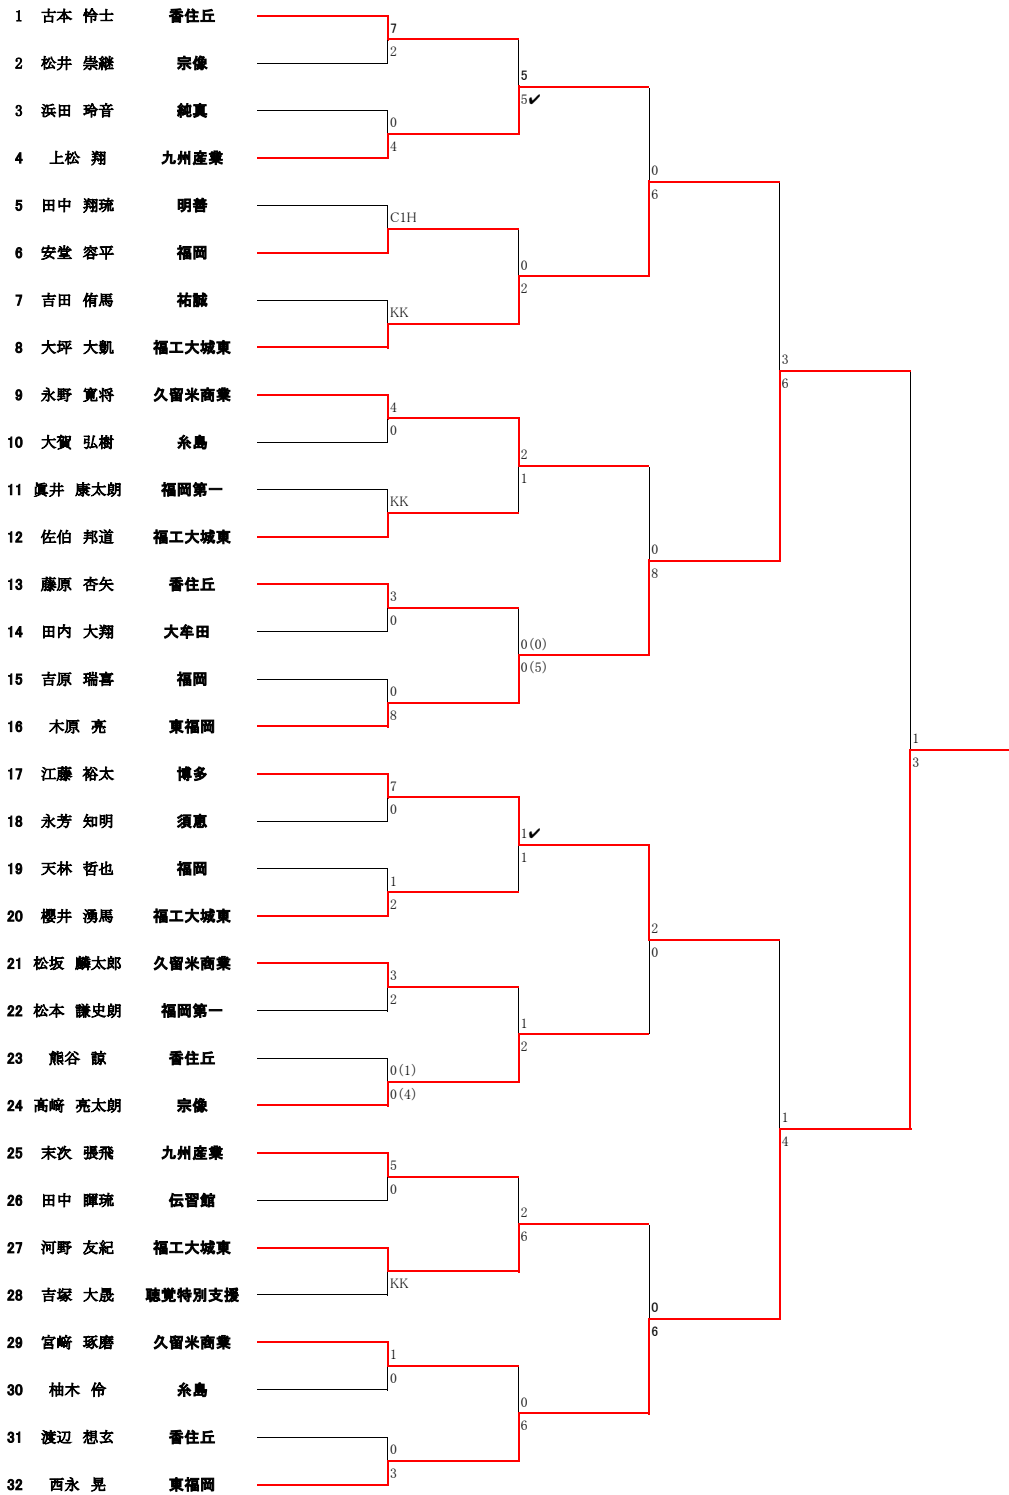 1 古本 怜士 香住丘
7
2
2 松井 崇継 宗像
5
5✔
3 浜田 玲音 純真
0
4
4 上松 翔 九州産業
0
6
5 田中 翔琉 明善
C1H
6 安堂 容平 福岡
0
2
7 吉田 侑馬 祐誠
KK
8 大坪 大凱 福工大城東
3
6
9 永野 寛将 久留米商業
4
0
10 大賀 弘樹 糸島
2
1
11 眞井 康太朗 福岡第一
KK
12 佐伯 邦道 福工大城東
0
8
13 藤原 杏矢 香住丘
3
0
14 田内 大翔 大牟田
0(0)
0(5)
15 吉原 瑞喜 福岡
0
8
16 木原 亮 東福岡
1
3
17 江藤 裕太 博多
7
0
18 永芳 知明 須恵
1✔
1
19 天林 哲也 福岡
1
2
20 櫻井 湧馬 福工大城東
2
0
21 松坂 麟太郎 久留米商業
3
2
22 松本 謙史朗 福岡第一
1
2
23 熊谷 諒 香住丘
0(1)
0(4)
24 高﨑 亮太朗 宗像
1
4
25 末次 張飛 九州産業
5
0
26 田中 暉琉 伝習館
2
6
27 河野 友紀 福工大城東
KK
28 吉塚 大晟 聴覚特別支援
0
6
29 宮﨑 琢磨 久留米商業
1
0
30 柚木 伶 糸島
0
6
31 渡辺 想玄 香住丘
0
3
32 西永 晃 東福岡